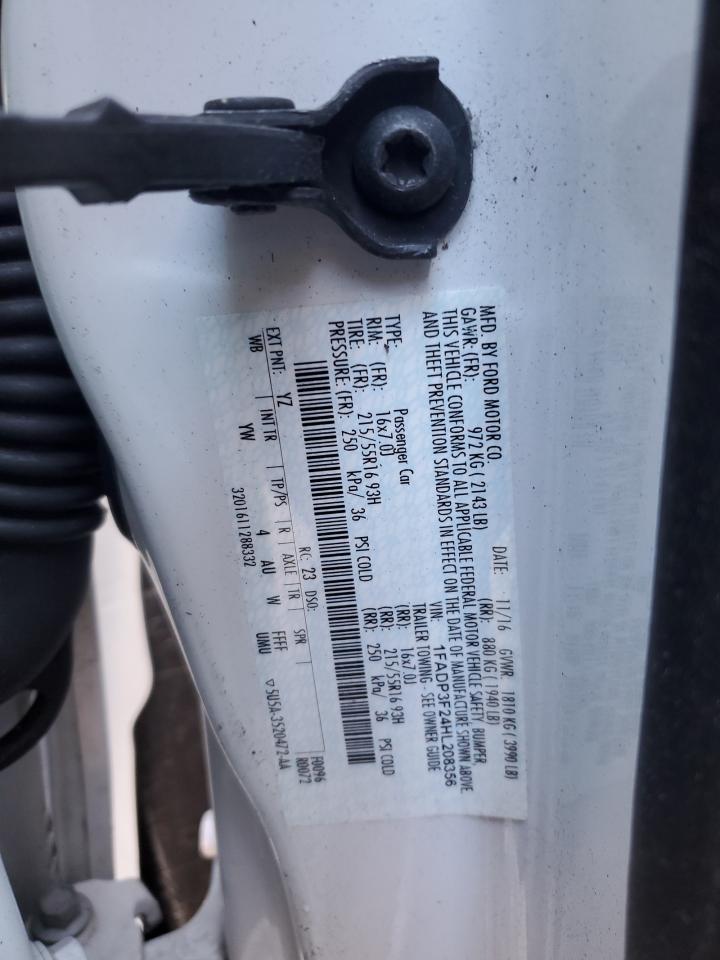 MFD. BY FORD MOTOR CO. DATE: 11/16 GVWR: 1810 KG ( 3990 LB)
GAWR: (FR): 972 KG ( 2143 LB) (RR): 880 KG ( 1940 LB)
THIS VEHICLE CONFORMS TO ALL APPLICABLE FEDERAL MOTOR VEHICLE SAFETY, BUMPER,
AND THEFT PREVENTION STANDARDS IN EFFECT ON THE DATE OF MANUFACTURE SHOWN ABOVE.
VIN: 1FADP3F24HL208356
TYPE: Passenger Car TRAILER TOWING - SEE OWNER GUIDE
RIM: (FR): 16x7.0J (RR): 16x7.0J
TIRE: (FR): 215/55R16 93H (RR): 215/55R16 93H
PRESSURE: (FR): 250 kPa/ 36 PSI COLD (RR): 250 kPa/ 36 PSI COLD
F0096
RC: 23 DSO: R0072
EXT PNT: YZ
WB INT TR TP/PS R AXLE TR SPR
YW 4 AU W FFFF
UMU
3201611288332 ▽5U5A-3520472-AA